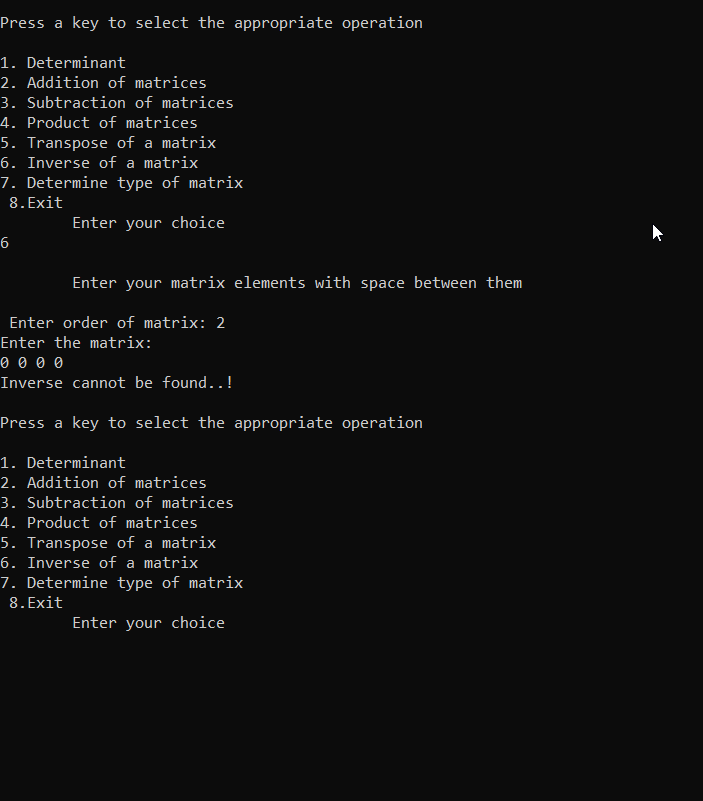 Press a key to select the appropriate operation
1. Determinant
2. Addition of matrices
3. Subtraction of matrices
4. Product of matrices
5. Transpose of a matrix
6. Inverse of a matrix
7. Determine type of matrix
8.Exit
Enter your choice
6
Enter your matrix elements with space between them
Enter order of matrix: 2
Enter the matrix:
0 0 0 0
Inverse cannot be found..!
Press a key to select the appropriate operation
1. Determinant
2. Addition of matrices
3. Subtraction of matrices
4. Product of matrices
5. Transpose of a matrix
6. Inverse of a matrix
7. Determine type of matrix
8.Exit
Enter your choice